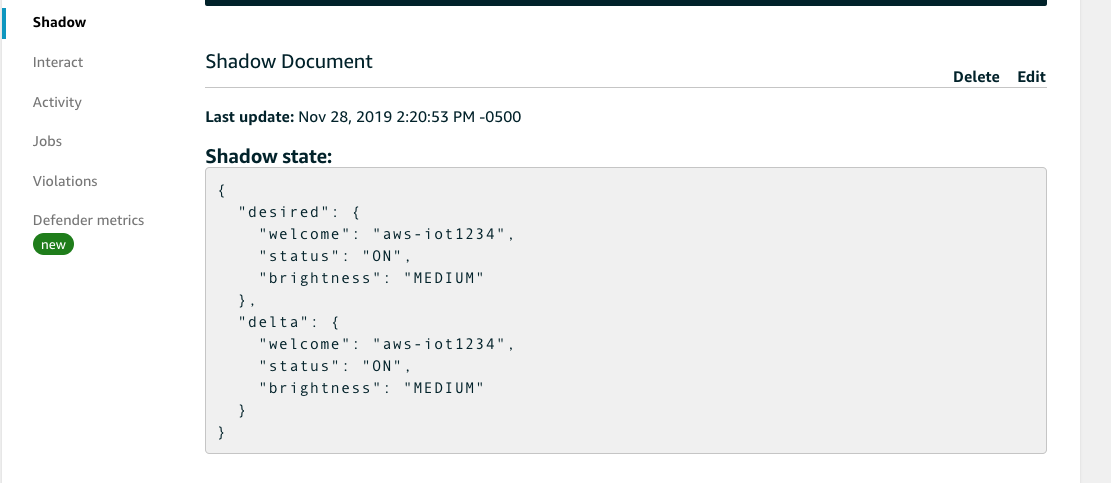 Shadow
Interact
Activity
Jobs
Violations
Defender metrics
new
Shadow Document
Delete Edit
Last update: Nov 28, 2019 2:20:53 PM -0500
Shadow state:
{
  "desired": {
    "welcome": "aws-iot1234",
    "status": "ON",
    "brightness": "MEDIUM"
  },
  "delta": {
    "welcome": "aws-iot1234",
    "status": "ON",
    "brightness": "MEDIUM"
  }
}